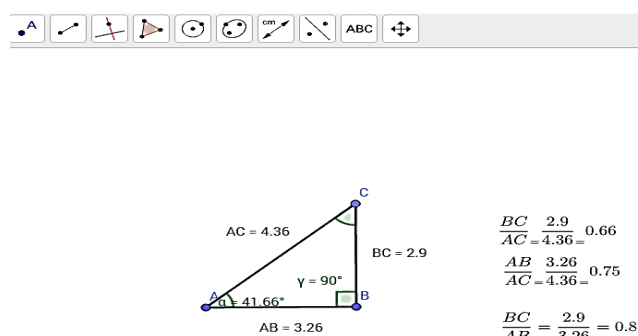 A
cm
ABC
C
BC/AC = 2.9/4.36 = 0.66
AC = 4.36
BC = 2.9
AB/AC = 3.26/4.36 = 0.75
γ = 90°
A
α = 41.66°
B
BC/AB = 2.9/3.26 = 0.8
AB = 3.26